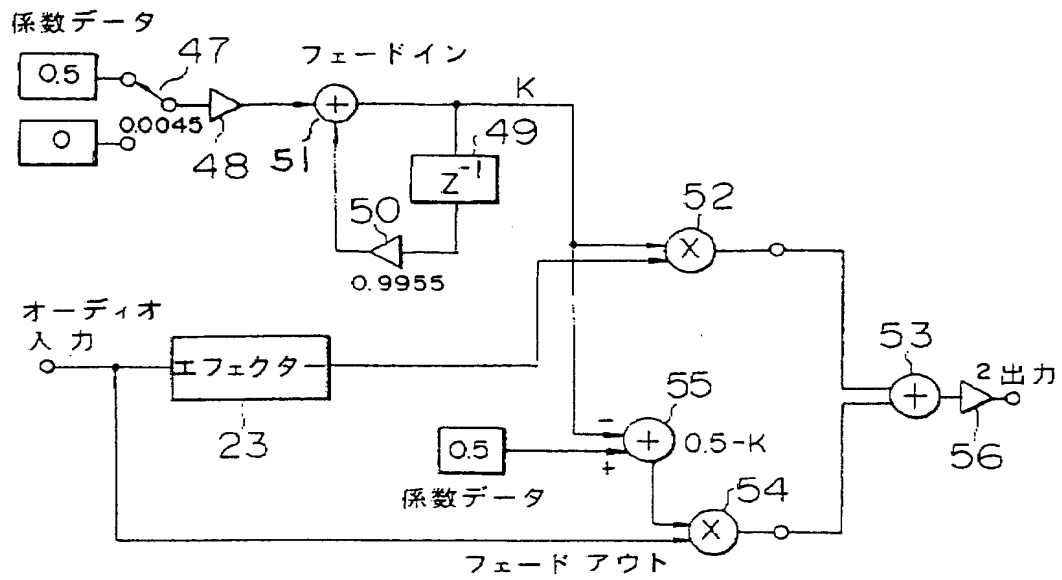 係数データ
47
0.5
フェードイン
K
0
0.0045
48
51
49
Z⁻¹
50
0.9955
52
×
オーディオ
入力
エフェクター
23
+
53
2出力
56
55
−
+
0.5-K
0.5
+
係数データ
54
×
フェードアウト